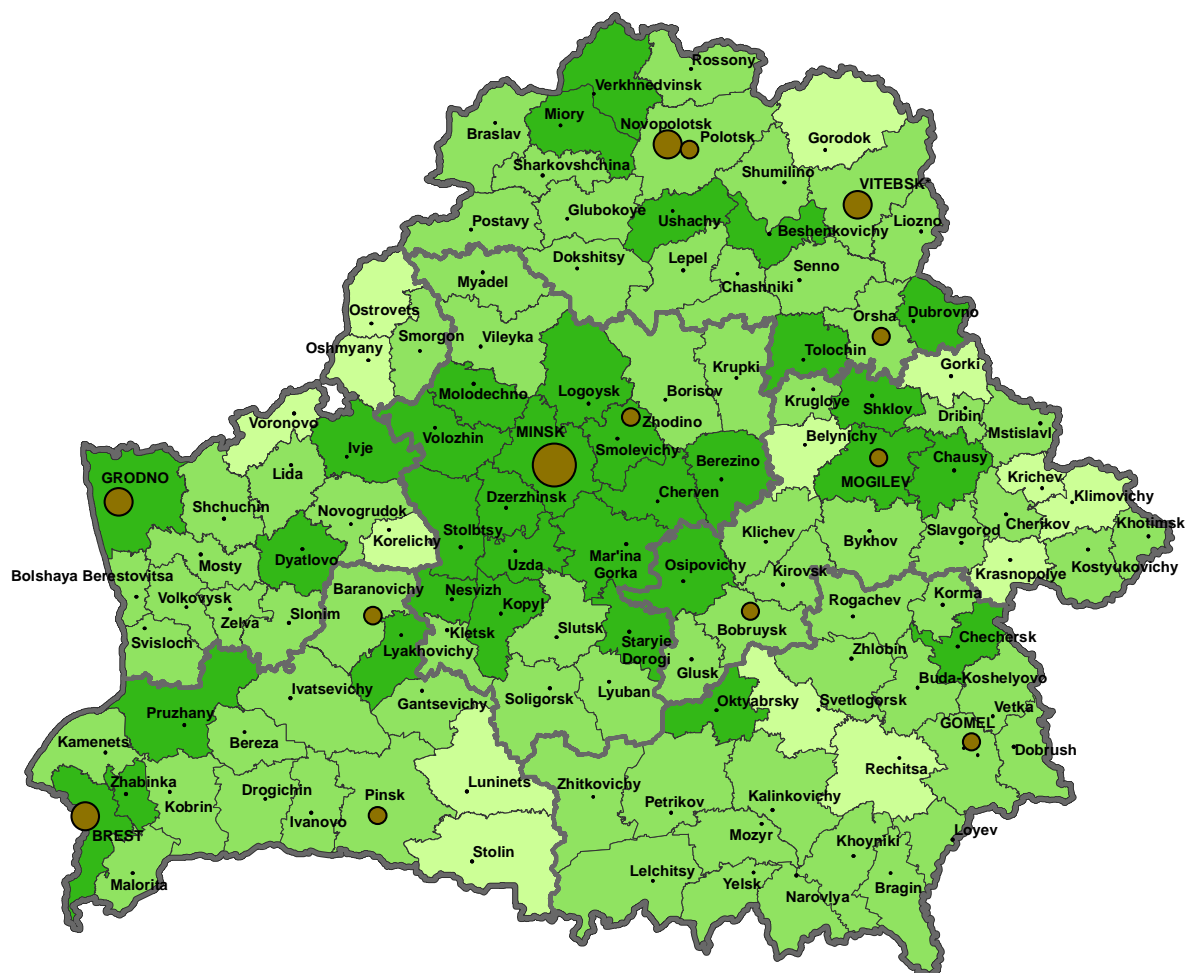 Rossony
Verkhnedvinsk
Miory
Novopolotsk
Braslav
Polotsk
Gorodok
Sharkovshchina
Shumilino
VITEBSK
Glubokoye
Postavy
Ushachy
Beshenkovichy
Liozno
Dokshitsy
Lepel
Senno
Myadel
Chashniki
Ostrovets
Orsha
Dubrovno
Smorgon
Vileyka
Oshmyany
Tolochin
Gorki
Krupki
Molodechno
Logoysk
Borisov
Krugloye
Shklov
Dribin
Voronovo
Zhodino
Mstislavl
Volozhin
MINSK
Belynichy
Ivje
Smolevichy
Berezino
Chausy
Lida
GRODNO
MOGILEV
Krichev
Dzerzhinsk
Cherven
Klimovichy
Shchuchin
Novogrudok
Stolbtsy
Klichev
Slavgorod
Cherikov
Khotimsk
Korelichy
Bykhov
Mar'ina
Gorka
Dyatlovo
Mosty
Uzda
Osipovichy
Kostyukovichy
Bolshaya Berestovitsa
Krasnopolye
Kirovsk
Baranovichy
Nesvizh
Volkovysk
Kopyl
Rogachev
Korma
Zelva
Slonim
Slutsk
Bobruysk
Svisloch
Kletsk
Staryie
Dorogi
Chechersk
Lyakhovichy
Zhlobin
Glusk
Buda-Koshelyovo
Ivatsevichy
Lyuban
Gantsevichy
Soligorsk
Oktyabrsky
Svetlogorsk
Vetka
Pruzhany
GOMEL
Kamenets
Bereza
Dobrush
Rechitsa
Zhabinka
Luninets
Zhitkovichy
Drogichin
Pinsk
Kalinkovichy
Kobrin
Petrikov
Ivanovo
BREST
Mozyr
Loyev
Khoyniki
Stolin
Lelchitsy
Malorita
Yelsk
Bragin
Narovlya